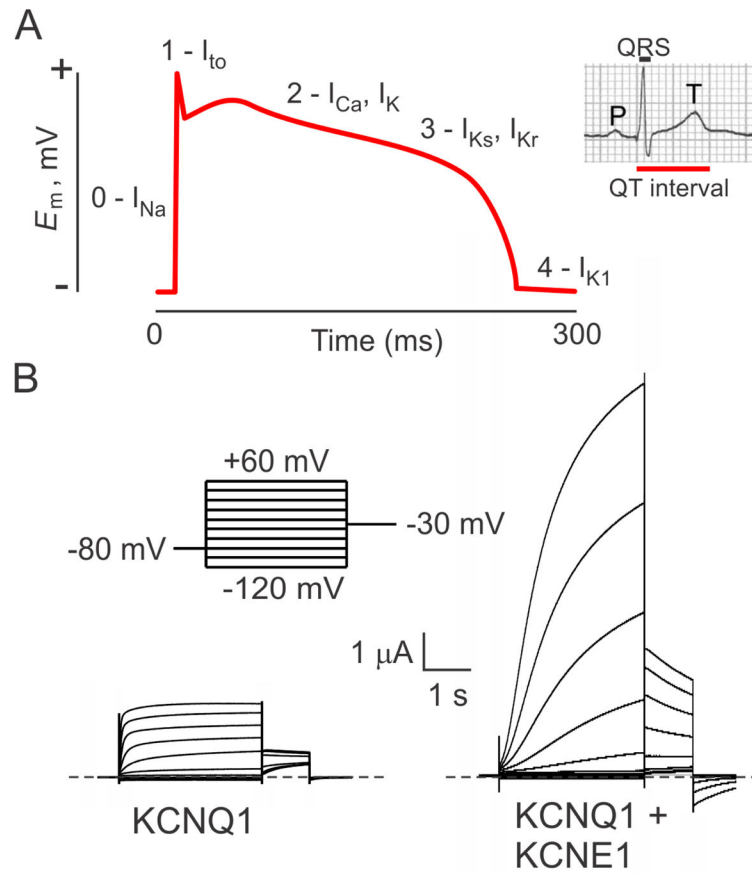 A
1 - Ito
QRS
+
2 - ICa, IK
P
T
3 - IKs, IKr
Em, mV
0 - INa
QT interval
-
4 - IK1
0
Time (ms)
300
B
+60 mV
-80 mV
-30 mV
-120 mV
1 μA
1 s
KCNQ1
KCNQ1 +
KCNE1